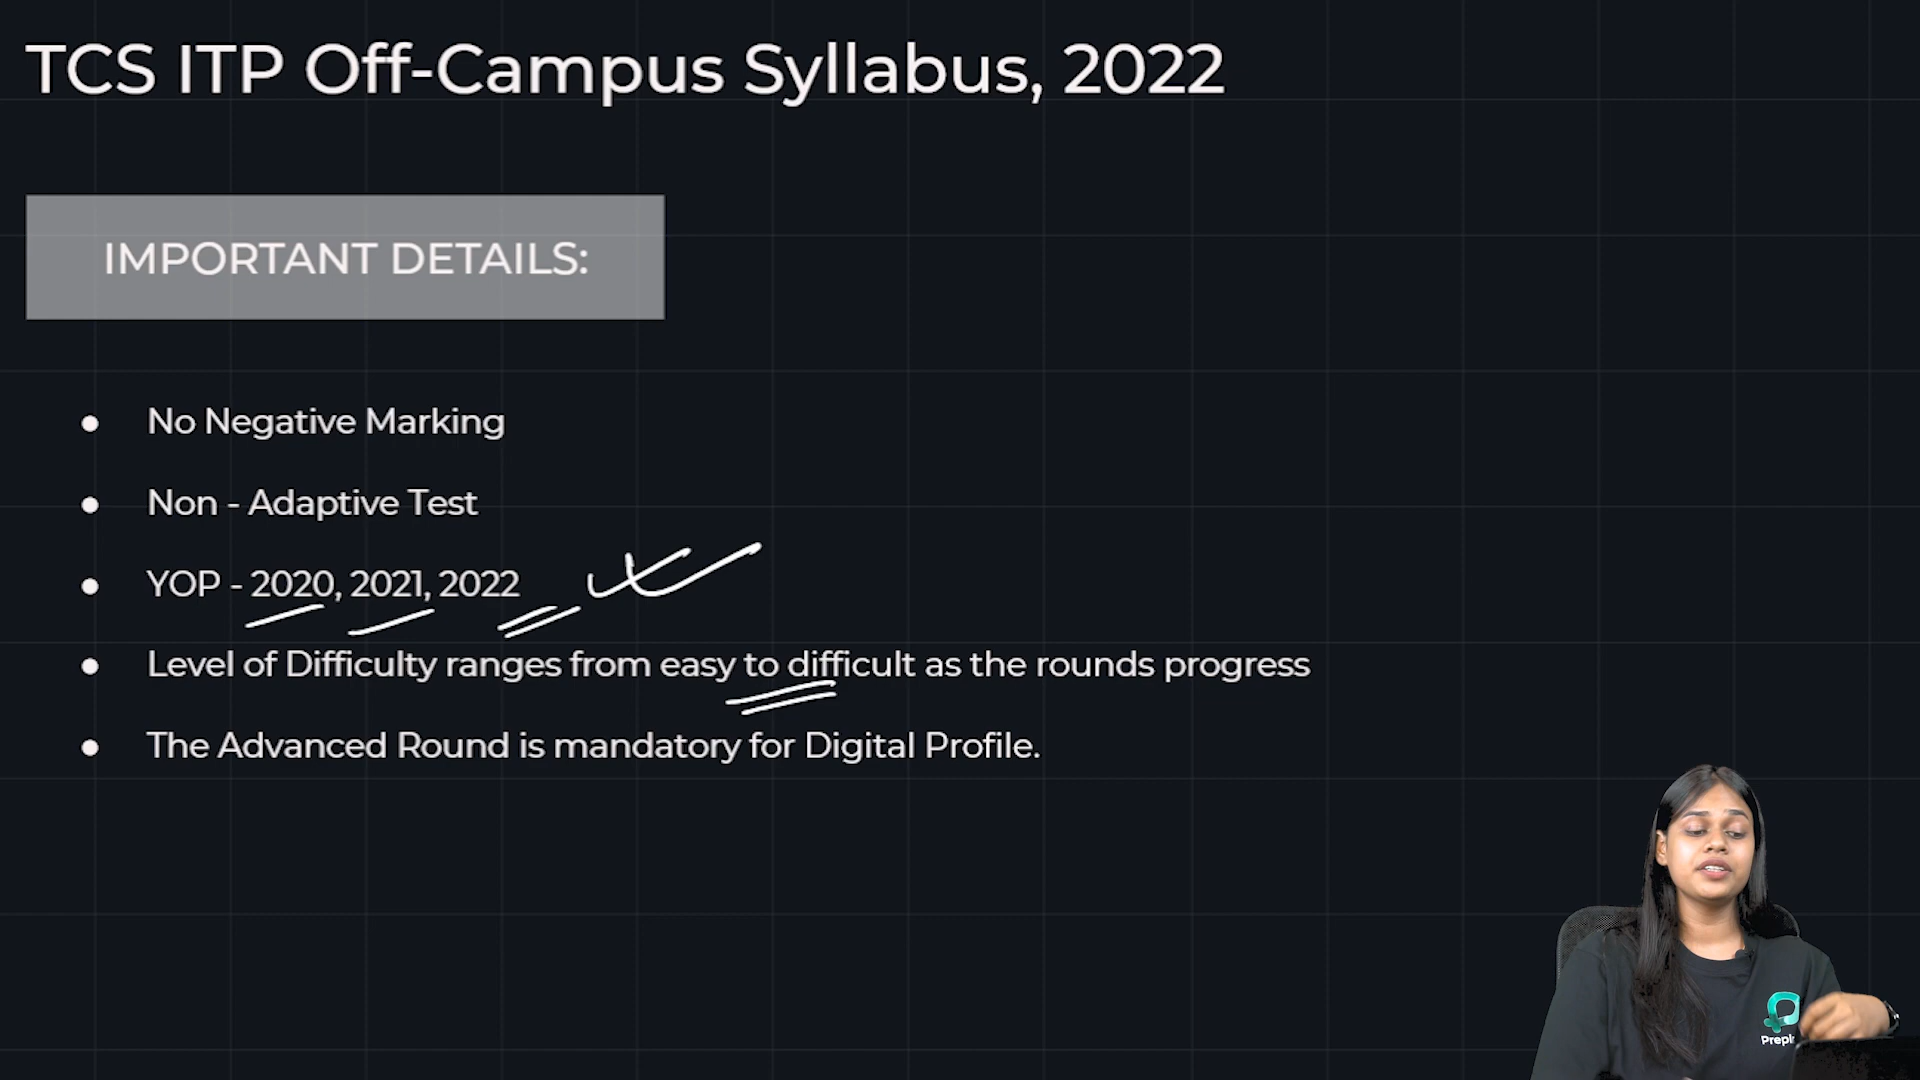 TCS ITP Off-Campus Syllabus, 2022
IMPORTANT DETAILS:
No Negative Marking
Non - Adaptive Test
YOP - 2020, 2021, 2022
Level of Difficulty ranges from easy to difficult as the rounds progress
The Advanced Round is mandatory for Digital Profile.